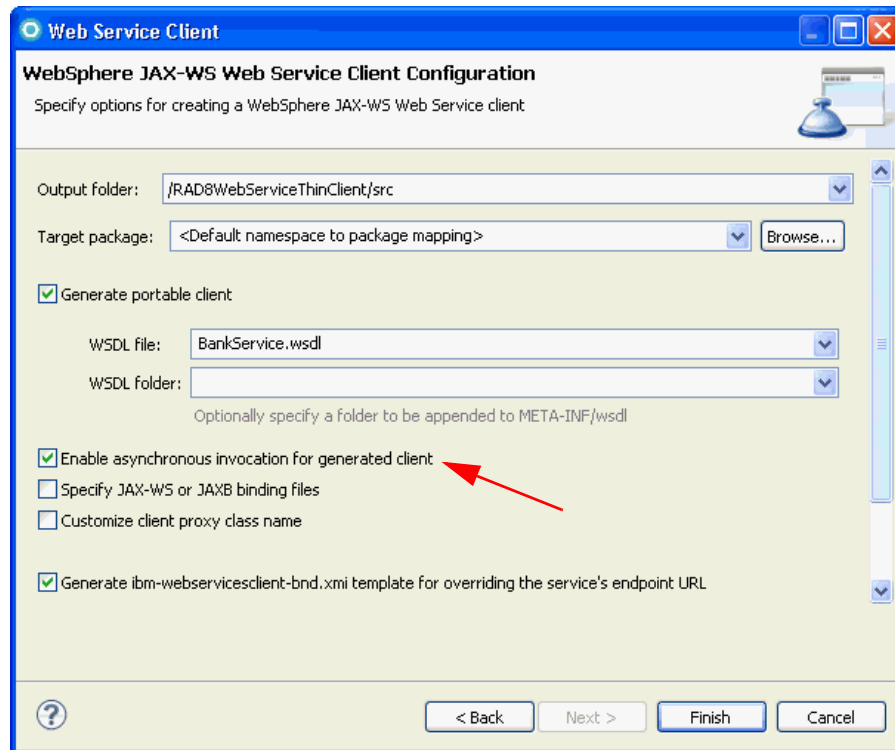 Web Service Client
WebSphere JAX-WS Web Service Client Configuration
Specify options for creating a WebSphere JAX-WS Web Service client
Output folder: /RAD8WebServiceThinClient/src
Target package: <Default namespace to package mapping> Browse...
Generate portable client
WSDL file: BankService.wsdl
WSDL folder:
Optionally specify a folder to be appended to META-INF/wsdl
Enable asynchronous invocation for generated client
Specify JAX-WS or JAXB binding files
Customize client proxy class name
Generate ibm-webservicesclient-bnd.xmi template for overriding the service's endpoint URL
? < Back Next > Finish Cancel